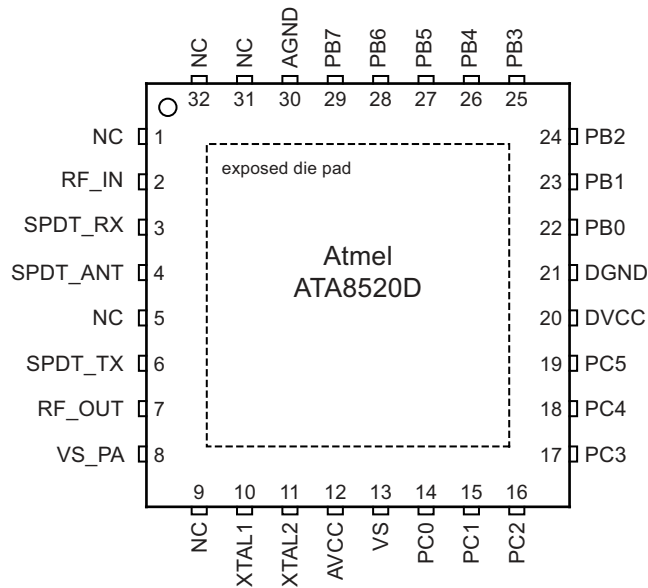 NC
NC
AGND
PB7
PB6
PB5
PB4
PB3
32 31 30 29 28 27 26 25
NC 1
24 PB2
exposed die pad
RF_IN 2
23 PB1
SPDT_RX 3
22 PB0
Atmel
ATA8520D
SPDT_ANT 4
21 DGND
NC 5
20 DVCC
SPDT_TX 6
19 PC5
RF_OUT 7
18 PC4
VS_PA 8
17 PC3
9 10 11 12 13 14 15 16
NC
XTAL1
XTAL2
AVCC
VS
PC0
PC1
PC2